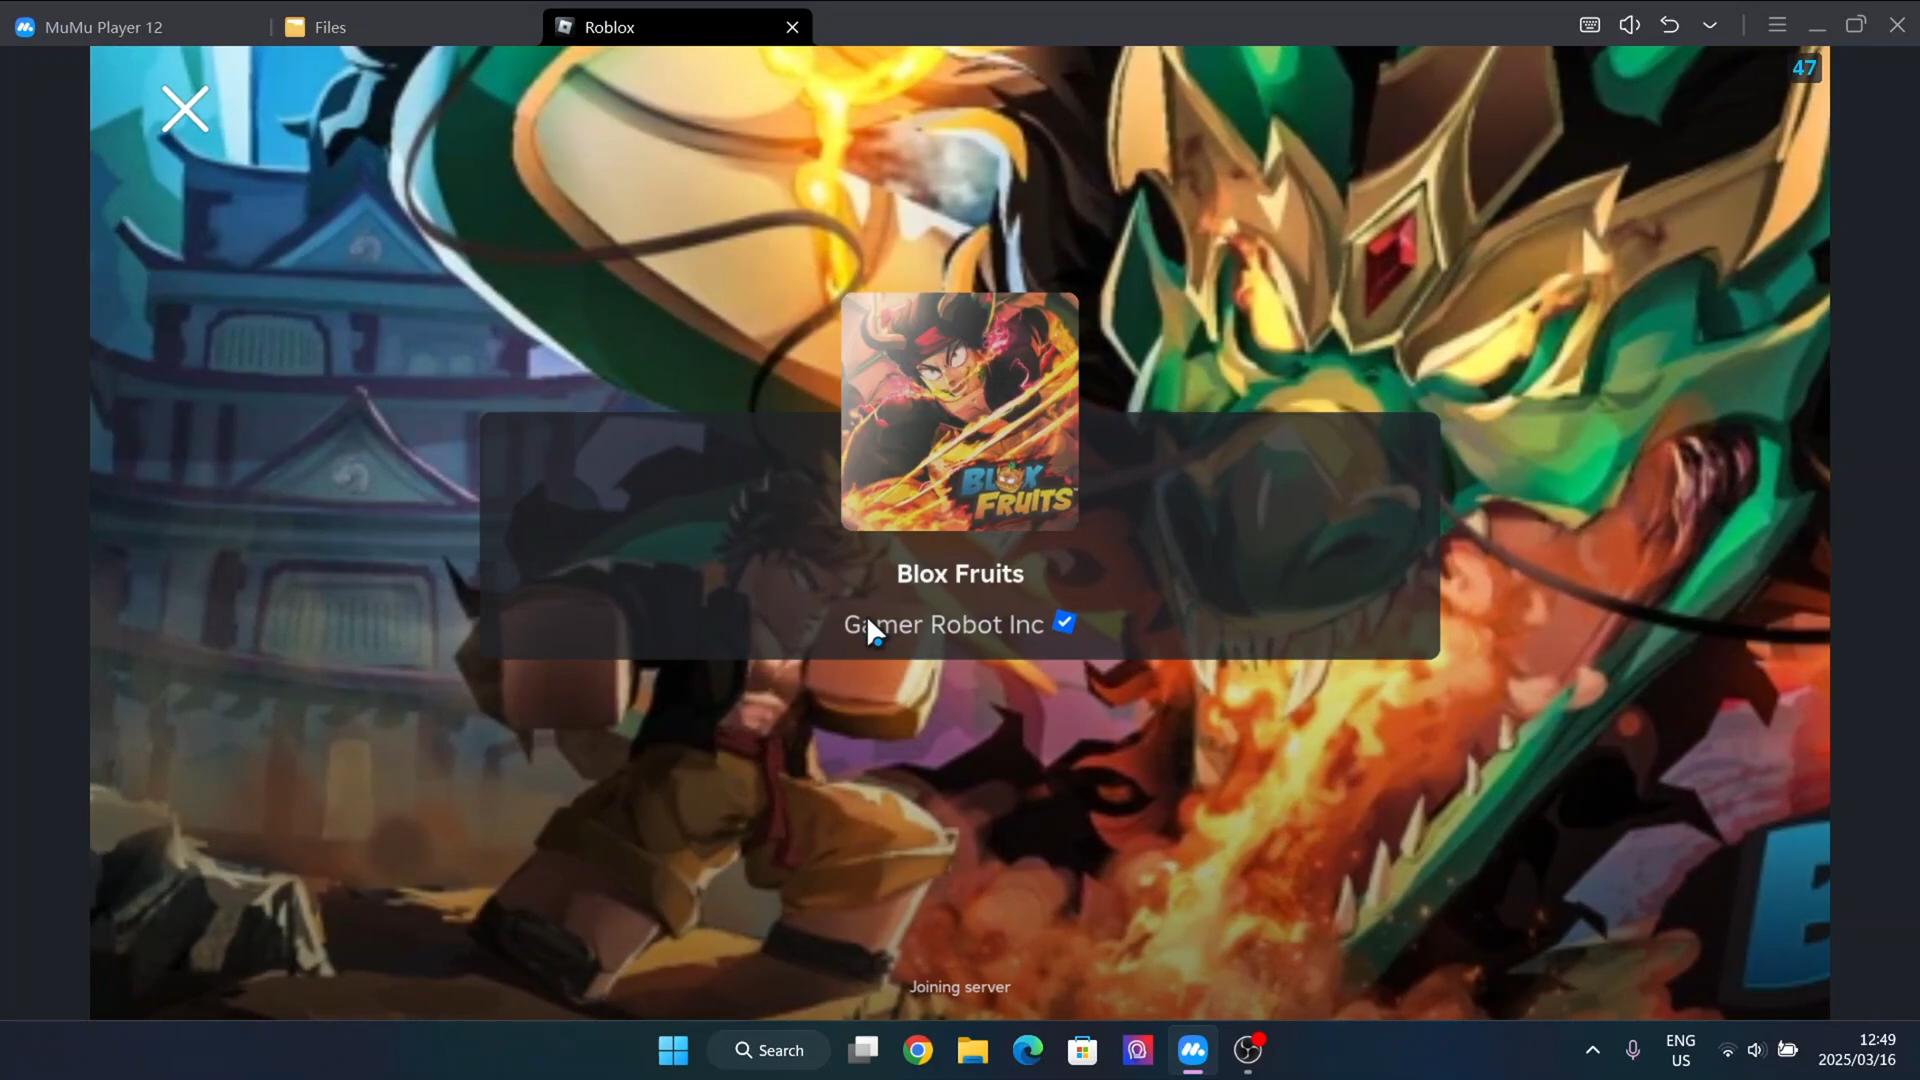 MuMu Player 12
Files
Roblox
47
BLOX
FRUITS
Blox Fruits
Gamer Robot Inc
Joining server
B
Search
ENG
US
12:49
2025/03/16